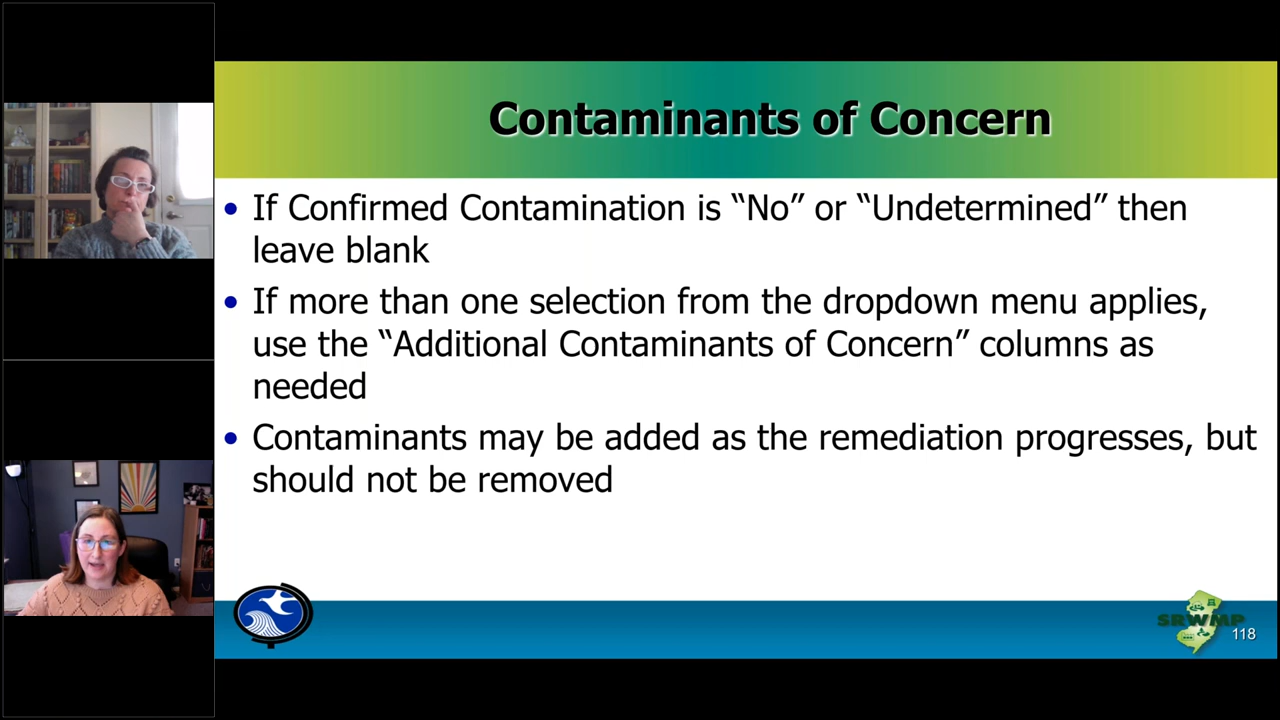 Contaminants of Concern
• If Confirmed Contamination is “No” or “Undetermined” then
leave blank
• If more than one selection from the dropdown menu applies,
use the “Additional Contaminants of Concern” columns as
needed
• Contaminants may be added as the remediation progresses, but
should not be removed
SRWMP
118